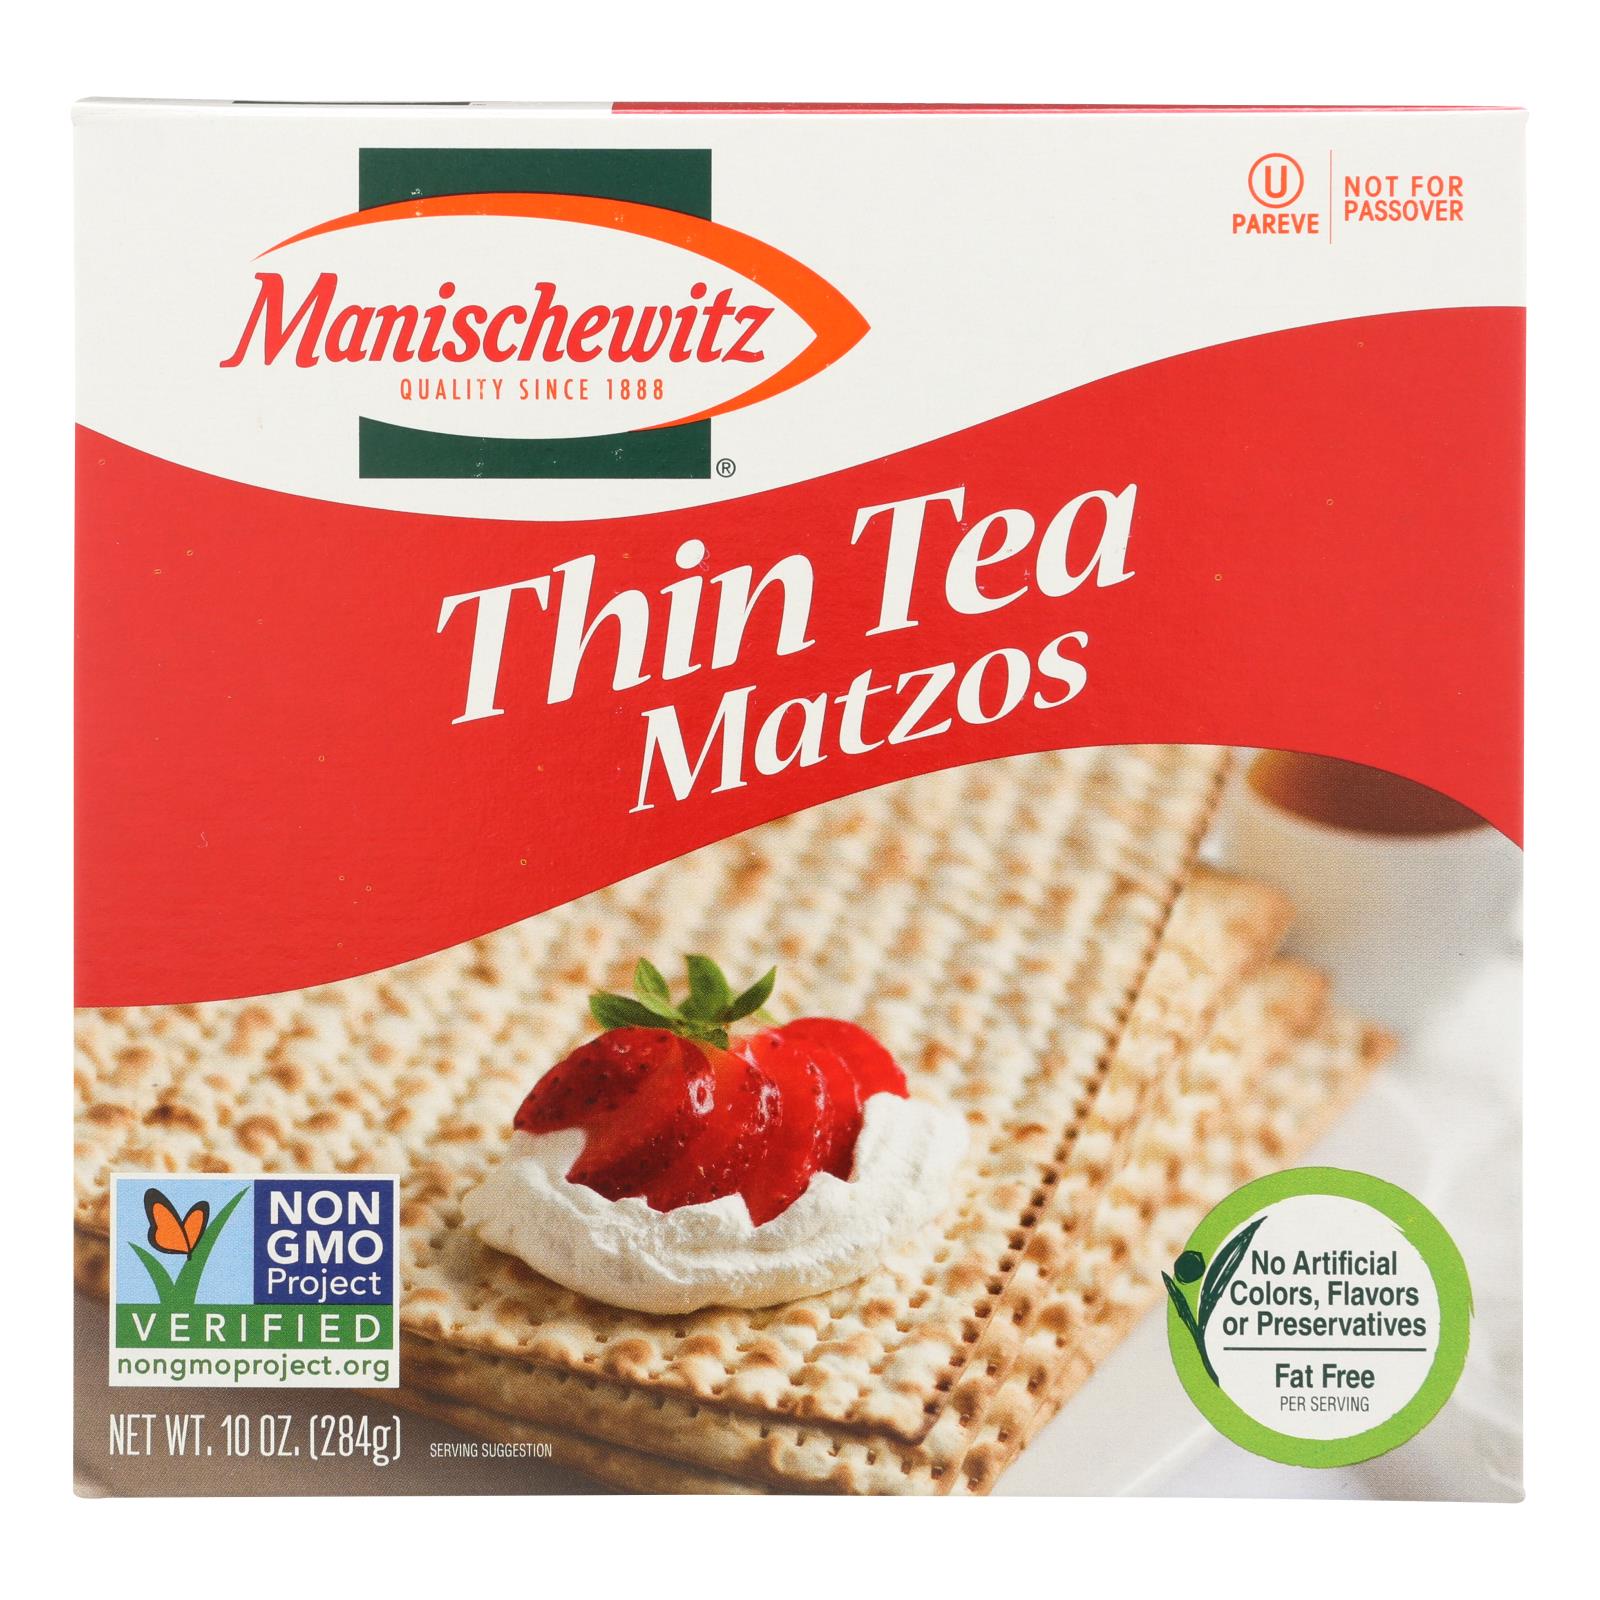 Manischewitz
QUALITY SINCE 1888
®
U
PAREVE
NOT FOR
PASSOVER
Thin Tea
Matzos
NON
GMO
Project
VERIFIED
nongmoproject.org
NET WT. 10 OZ. (284g)
SERVING SUGGESTION
No Artificial
Colors, Flavors
or Preservatives
Fat Free
PER SERVING